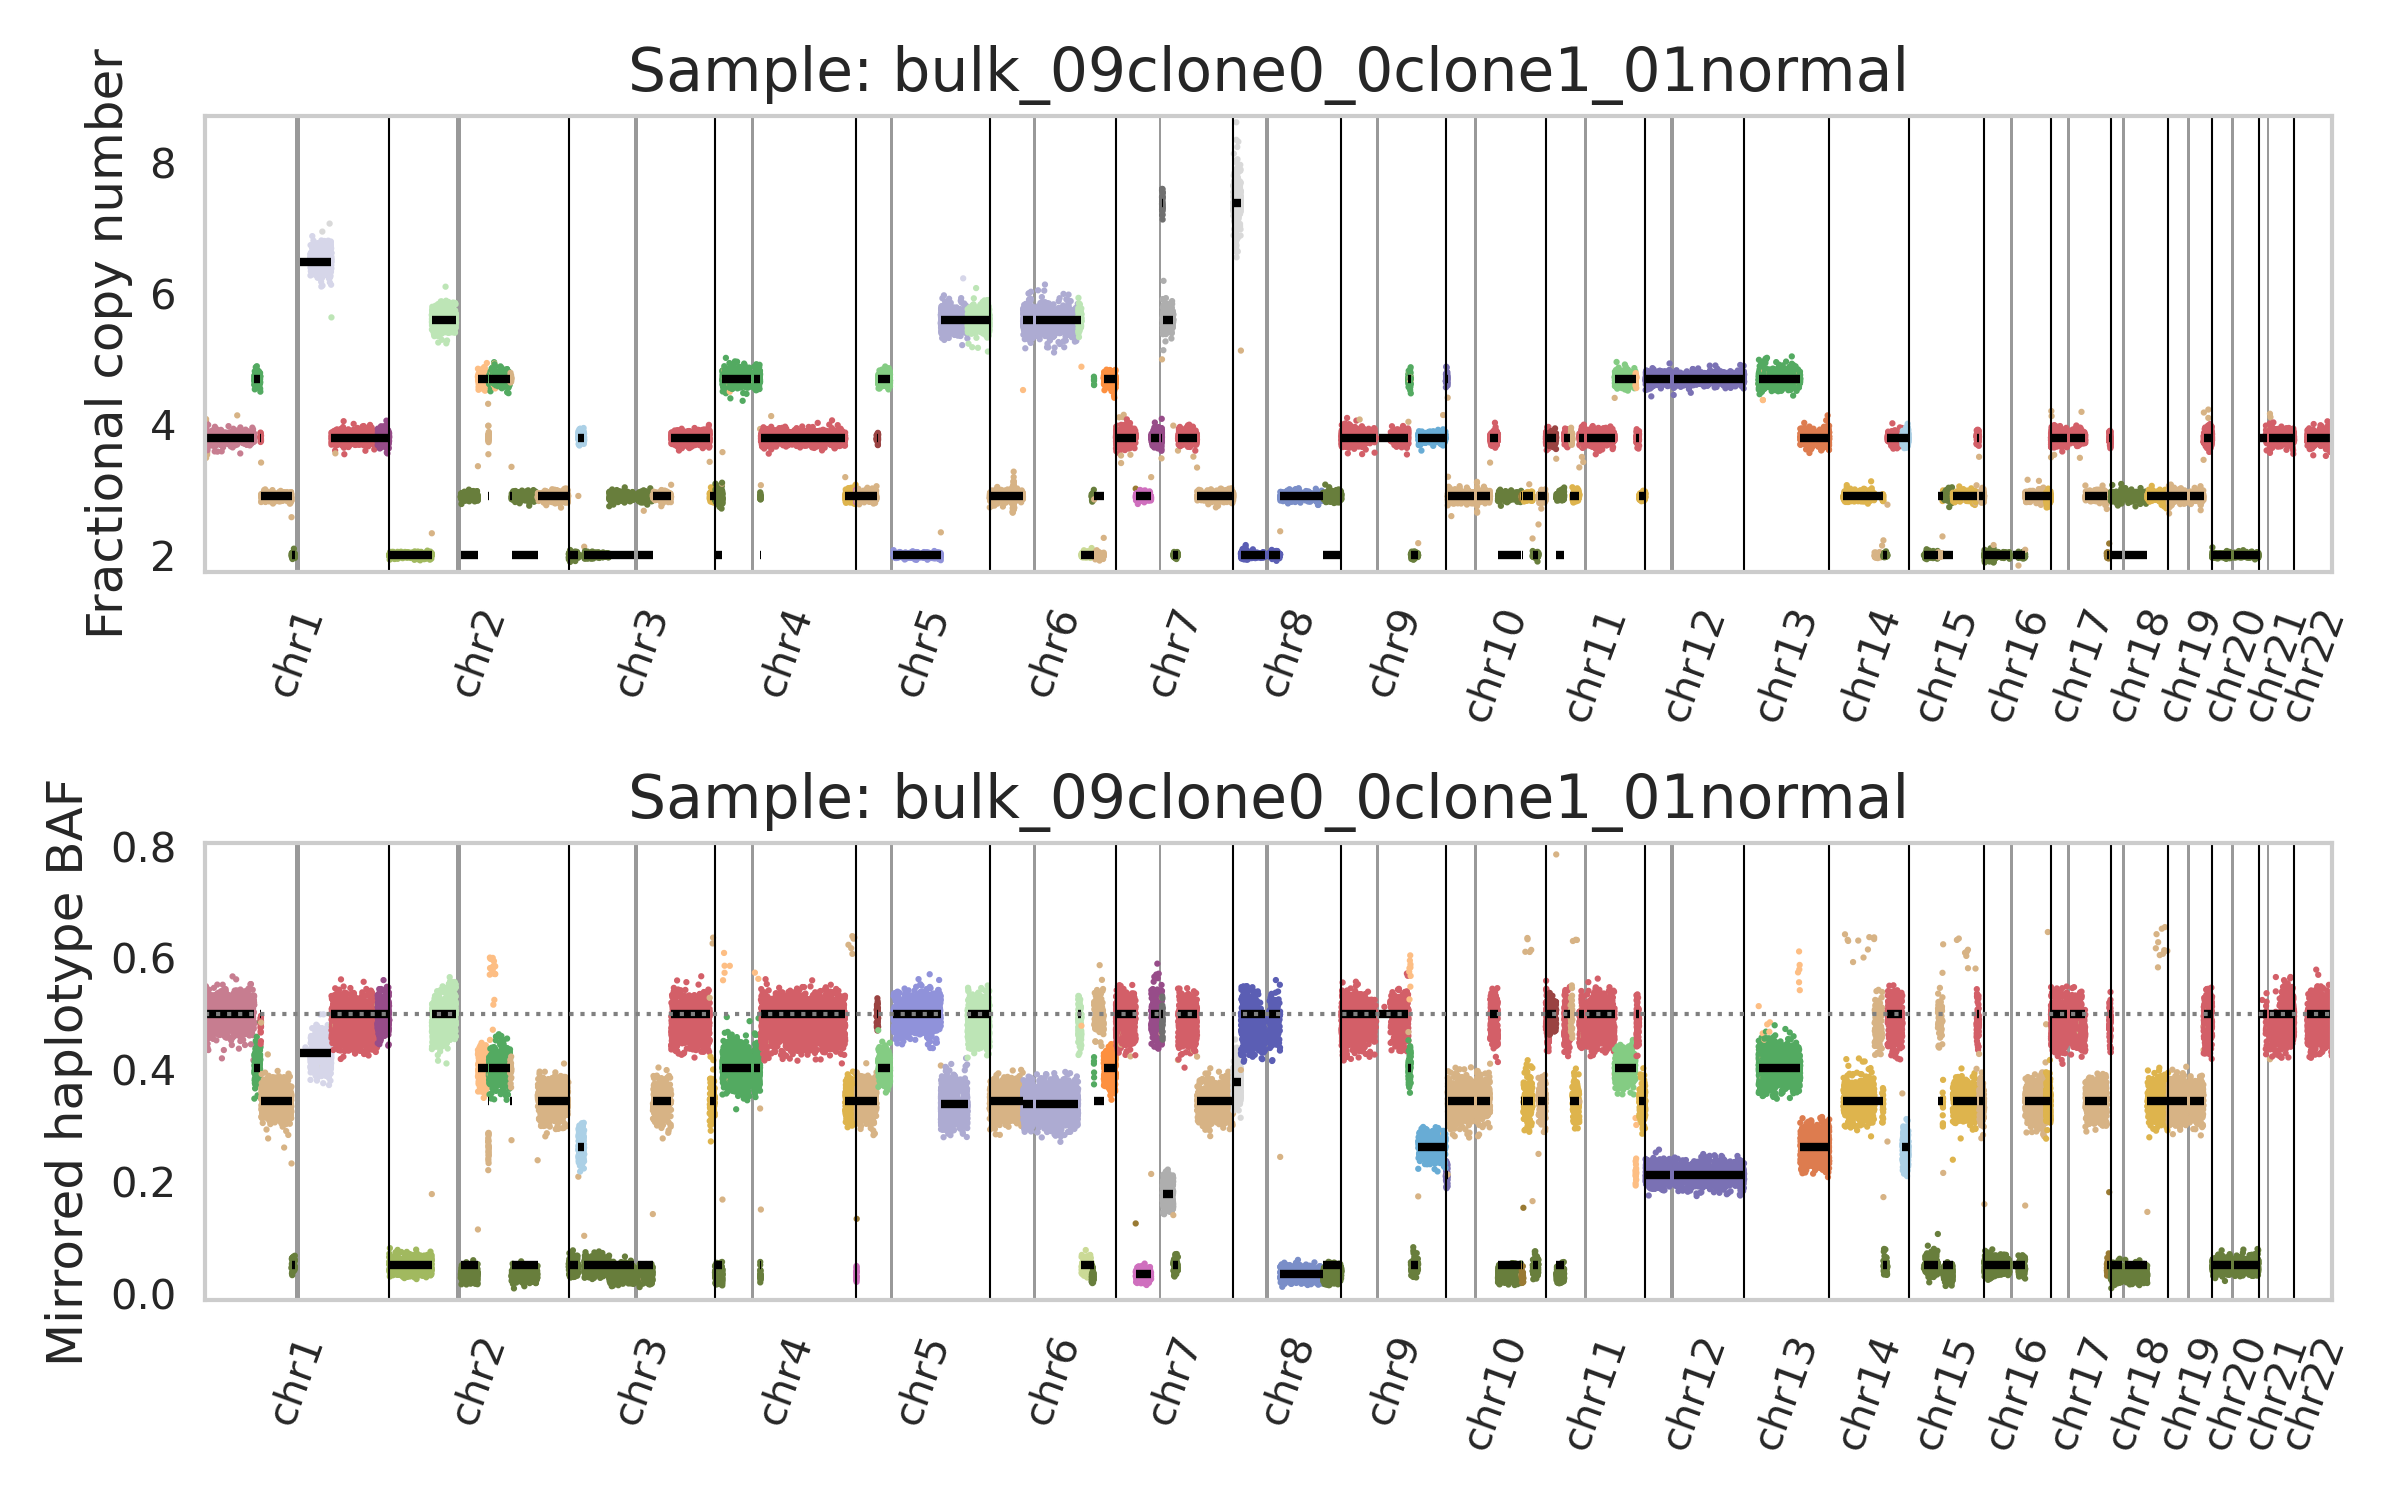 Sample: bulk_09clone0_0clone1_01normal
Fractional copy number
8
6
4
2
chr1
chr2
chr3
chr4
chr5
chr6
chr7
chr8
chr9
chr10
chr11
chr12
chr13
chr14
chr15
chr16
chr17
chr18
chr19
chr20
chr21
chr22
Sample: bulk_09clone0_0clone1_01normal
Mirrored haplotype BAF
0.8
0.6
0.4
0.2
0.0
chr1
chr2
chr3
chr4
chr5
chr6
chr7
chr8
chr9
chr10
chr11
chr12
chr13
chr14
chr15
chr16
chr17
chr18
chr19
chr20
chr21
chr22